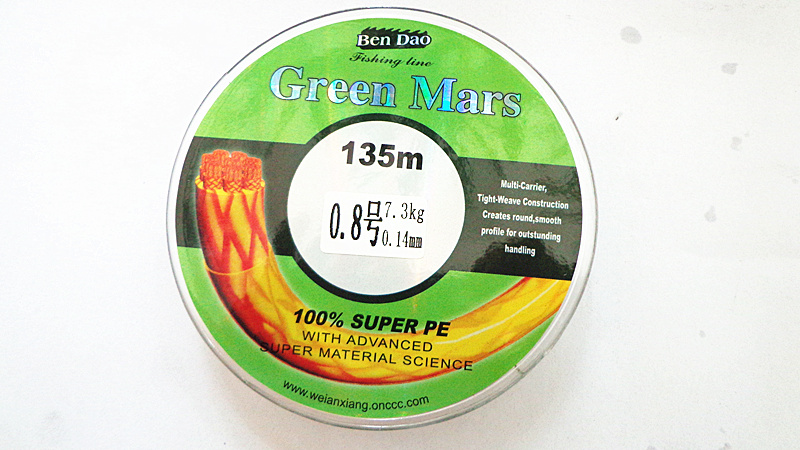 Ben Dao
Fishing line
Green Mars
135m
0.8号
7.3kg
0.14mm
Multi-Carrier,
Tight-Weave Construction
Creates round,smooth
profile for outstunding
handling
100% SUPER PE
WITH ADVANCED
SUPER MATERIAL SCIENCE
www.weianxiang.onccc.com